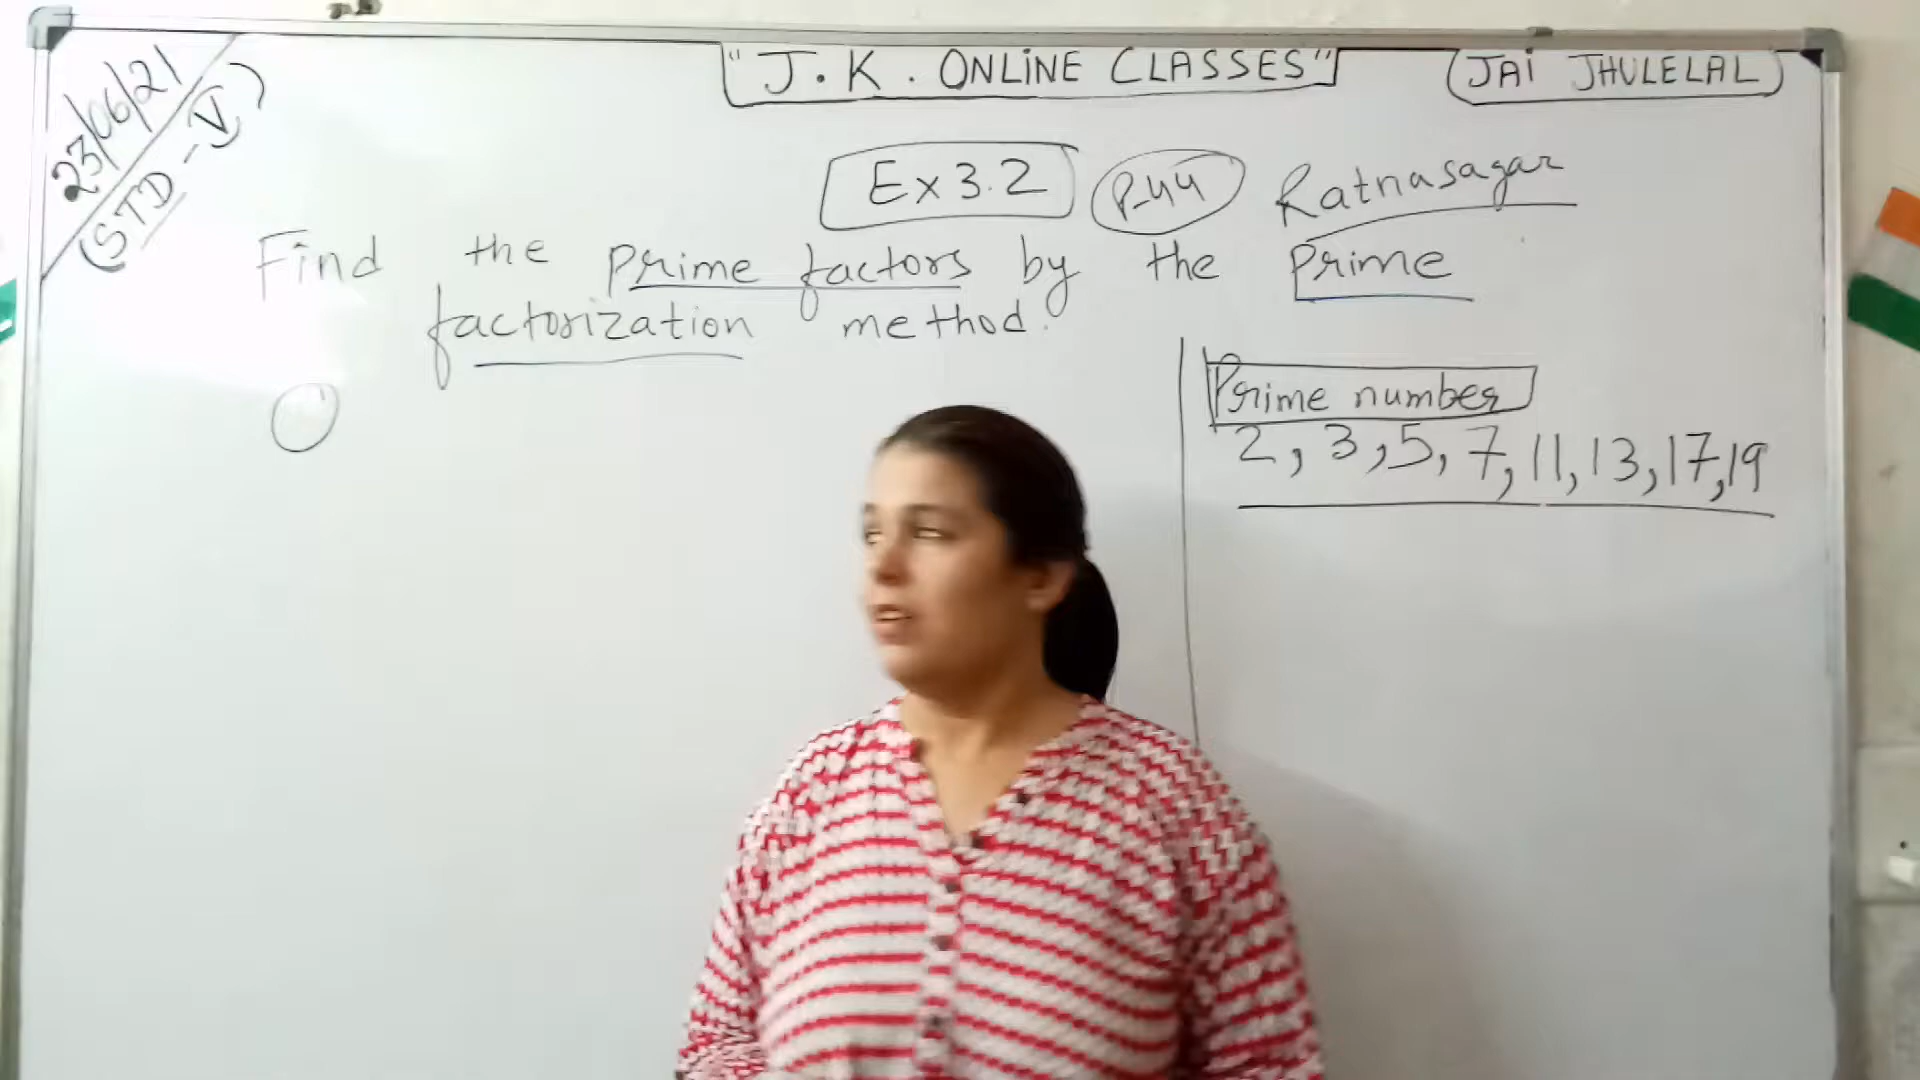 23/06/21
(STD-V)
"J.K. ONLiNE CLASSES"
(JAi JHULELAL)
Ex 3.2 P-44 Ratnasagar
Find the Prime factors by the Prime
factorization method.
Prime number
2, 3, 5, 7, 11, 13, 17, 19